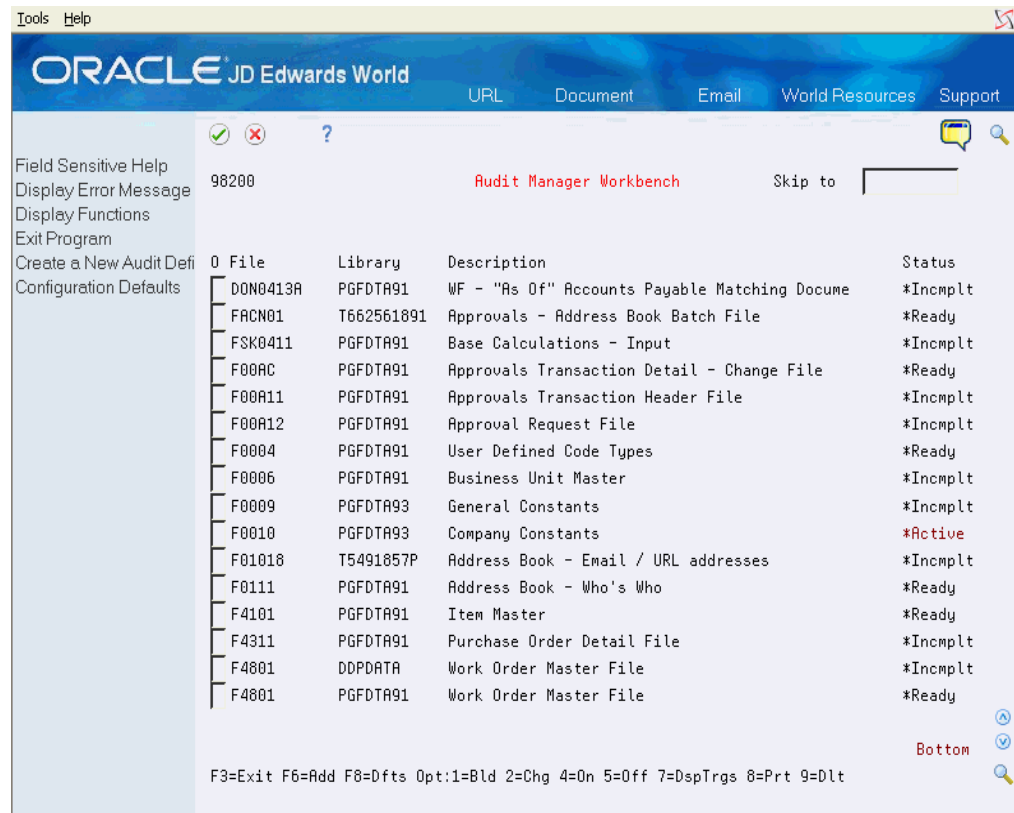 Tools Help
ORACLE JD Edwards World
URL Document Email World Resources Support
?
Field Sensitive Help
Display Error Message
Display Functions
Exit Program
Create a New Audit Defi
Configuration Defaults
98200 Audit Manager Workbench Skip to
O File Library Description Status
DON0413A PGFDTA91 WF - "As Of" Accounts Payable Matching Docume *Incmplt
FACN01 T662561891 Approvals - Address Book Batch File *Ready
FSK0411 PGFDTA91 Base Calculations - Input *Incmplt
F00AC PGFDTA91 Approvals Transaction Detail - Change File *Ready
F00A11 PGFDTA91 Approvals Transaction Header File *Incmplt
F00A12 PGFDTA91 Approval Request File *Incmplt
F0004 PGFDTA91 User Defined Code Types *Ready
F0006 PGFDTA91 Business Unit Master *Incmplt
F0009 PGFDTA93 General Constants *Incmplt
F0010 PGFDTA93 Company Constants *Active
F01018 T5491857P Address Book - Email / URL addresses *Incmplt
F0111 PGFDTA91 Address Book - Who's Who *Ready
F4101 PGFDTA91 Item Master *Ready
F4311 PGFDTA91 Purchase Order Detail File *Incmplt
F4801 DDPDATA Work Order Master File *Incmplt
F4801 PGFDTA91 Work Order Master File *Ready
Bottom
F3=Exit F6=Add F8=Dfts Opt:1=Bld 2=Chg 4=On 5=Off 7=DspTrgs 8=Prt 9=Dlt